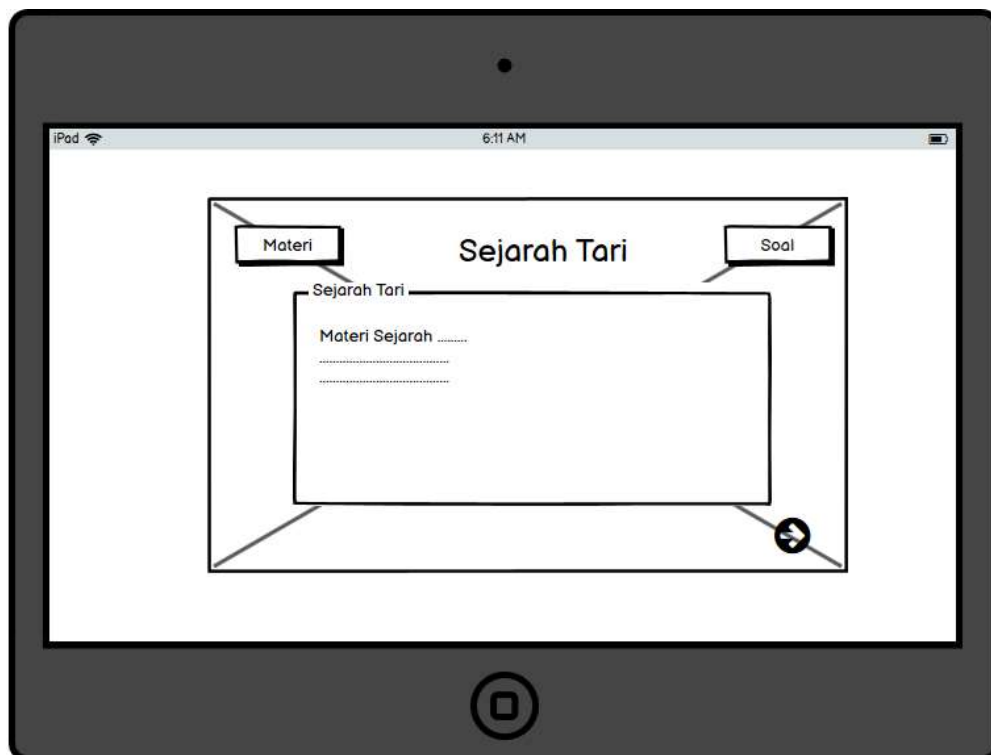 iPad
6:11 AM
Materi
Sejarah Tari
Soal
Sejarah Tari
Materi Sejarah ..........
...........................................
...........................................